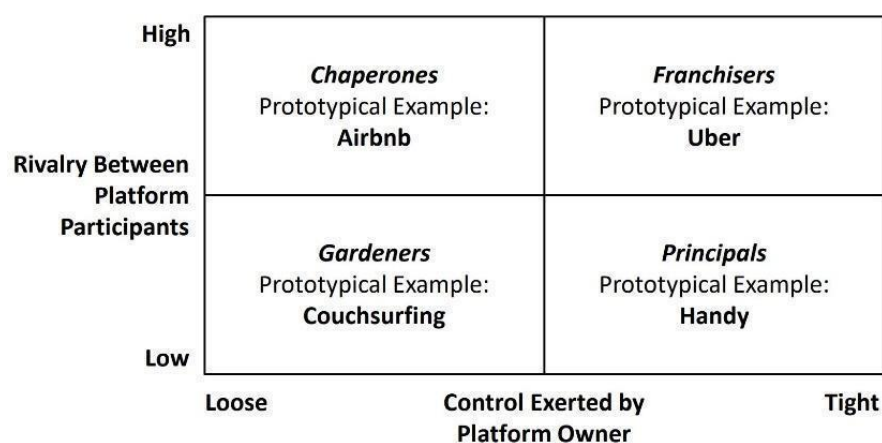 High
Chaperones
Prototypical Example:
Airbnb
Franchisers
Prototypical Example:
Uber
Rivalry Between
Platform
Participants
Gardeners
Prototypical Example:
Couchsurfing
Principals
Prototypical Example:
Handy
Low
Loose
Control Exerted by
Platform Owner
Tight